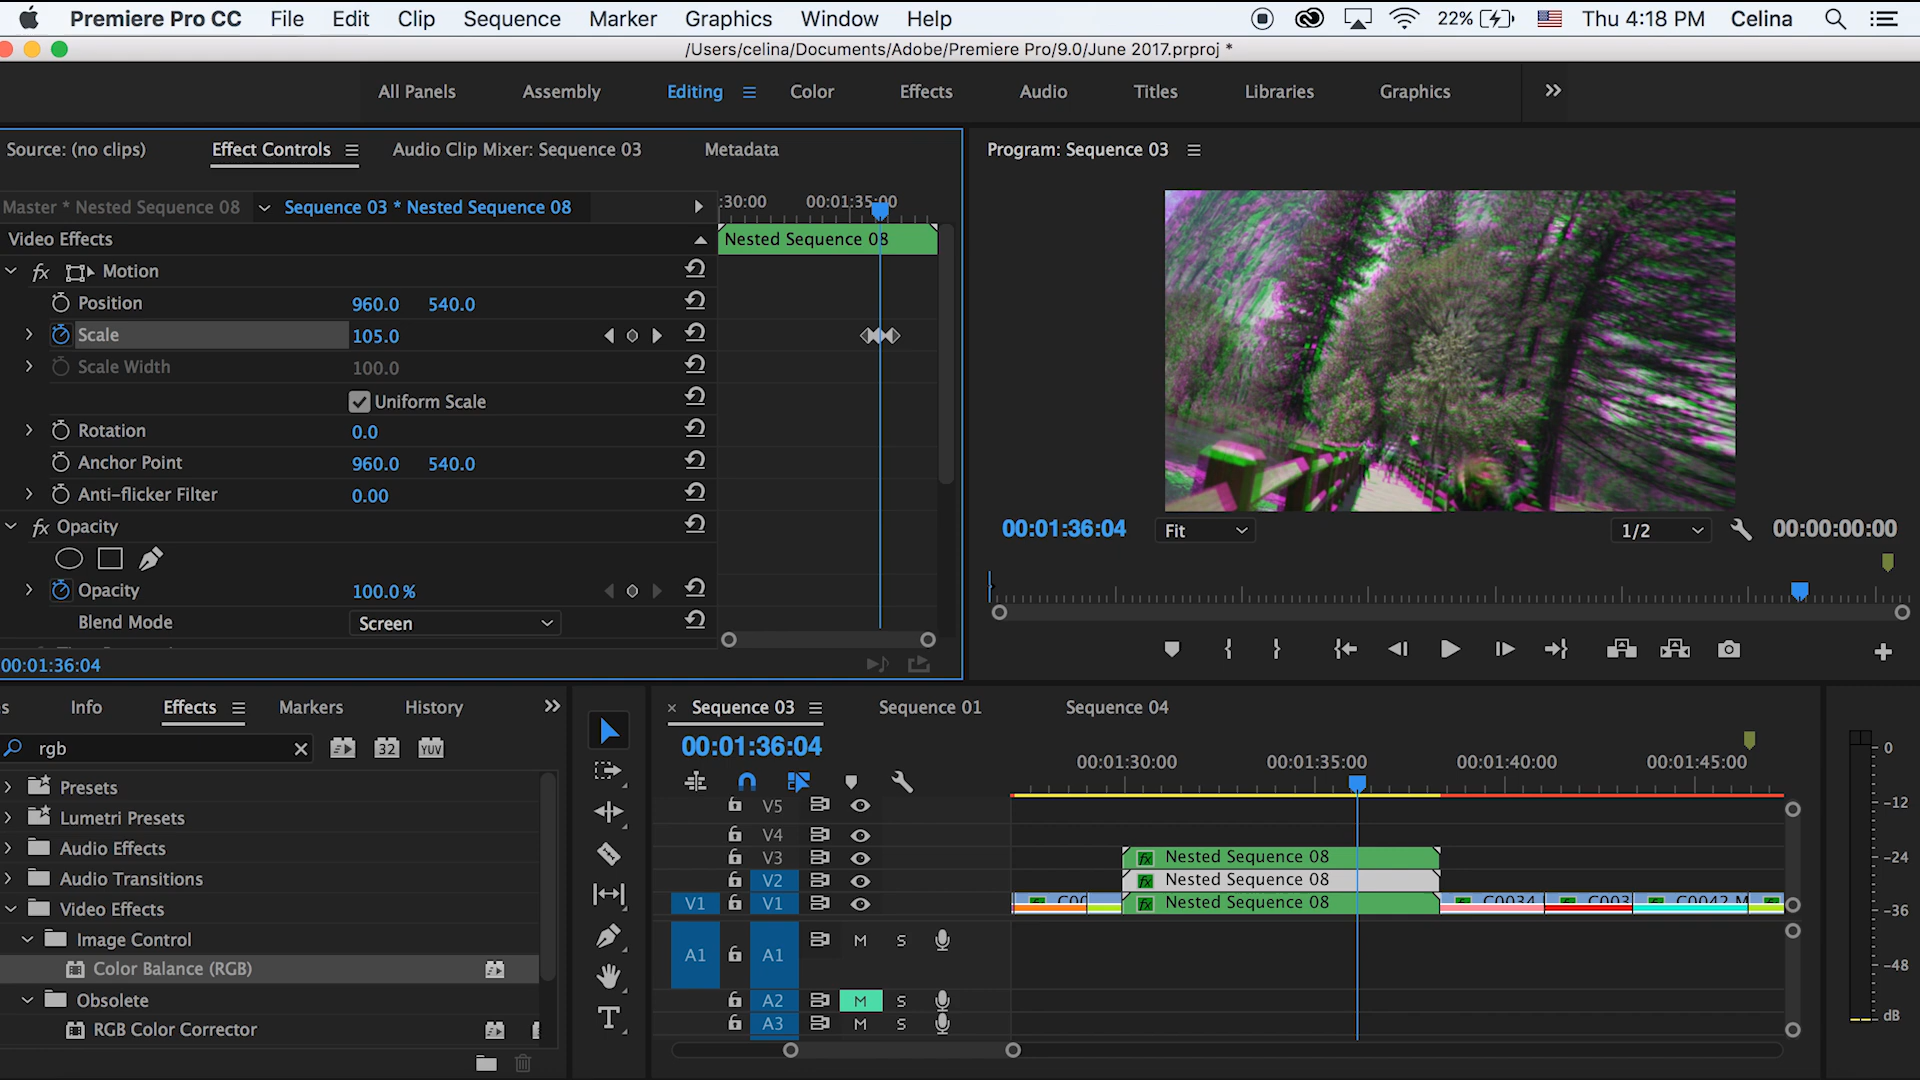 Premiere Pro CC File Edit Clip Sequence Marker Graphics Window Help 22% Thu 4:18 PM Celina
/Users/celina/Documents/Adobe/Premiere Pro/9.0/June 2017.prproj *
All Panels Assembly Editing Color Effects Audio Titles Libraries Graphics
Source: (no clips) Effect Controls Audio Clip Mixer: Sequence 03 Metadata
Program: Sequence 03
Master * Nested Sequence 08 Sequence 03 * Nested Sequence 08
:30:00 00:01:35:00
Video Effects
Nested Sequence 08
fx Motion
Position 960.0 540.0
Scale 105.0
Scale Width 100.0
Uniform Scale
Rotation 0.0
Anchor Point 960.0 540.0
Anti-flicker Filter 0.00
fx Opacity
Opacity 100.0 %
Blend Mode Screen
00:01:36:04
00:01:36:04 Fit 1/2 00:00:00:00
s Info Effects Markers History
rgb 32 YUV
Presets
Lumetri Presets
Audio Effects
Audio Transitions
Video Effects
Image Control
Color Balance (RGB)
Obsolete
RGB Color Corrector
× Sequence 03 Sequence 01 Sequence 04
00:01:36:04
00:01:30:00 00:01:35:00 00:01:40:00 00:01:45:00
V5
V4
V3 fx Nested Sequence 08
V2 fx Nested Sequence 08
V1 V1 fx Nested Sequence 08 C0034 C003 C0042.M
A1 A1 M S
A2 M S
A3 M S
0
-12
-24
-36
-48
dB